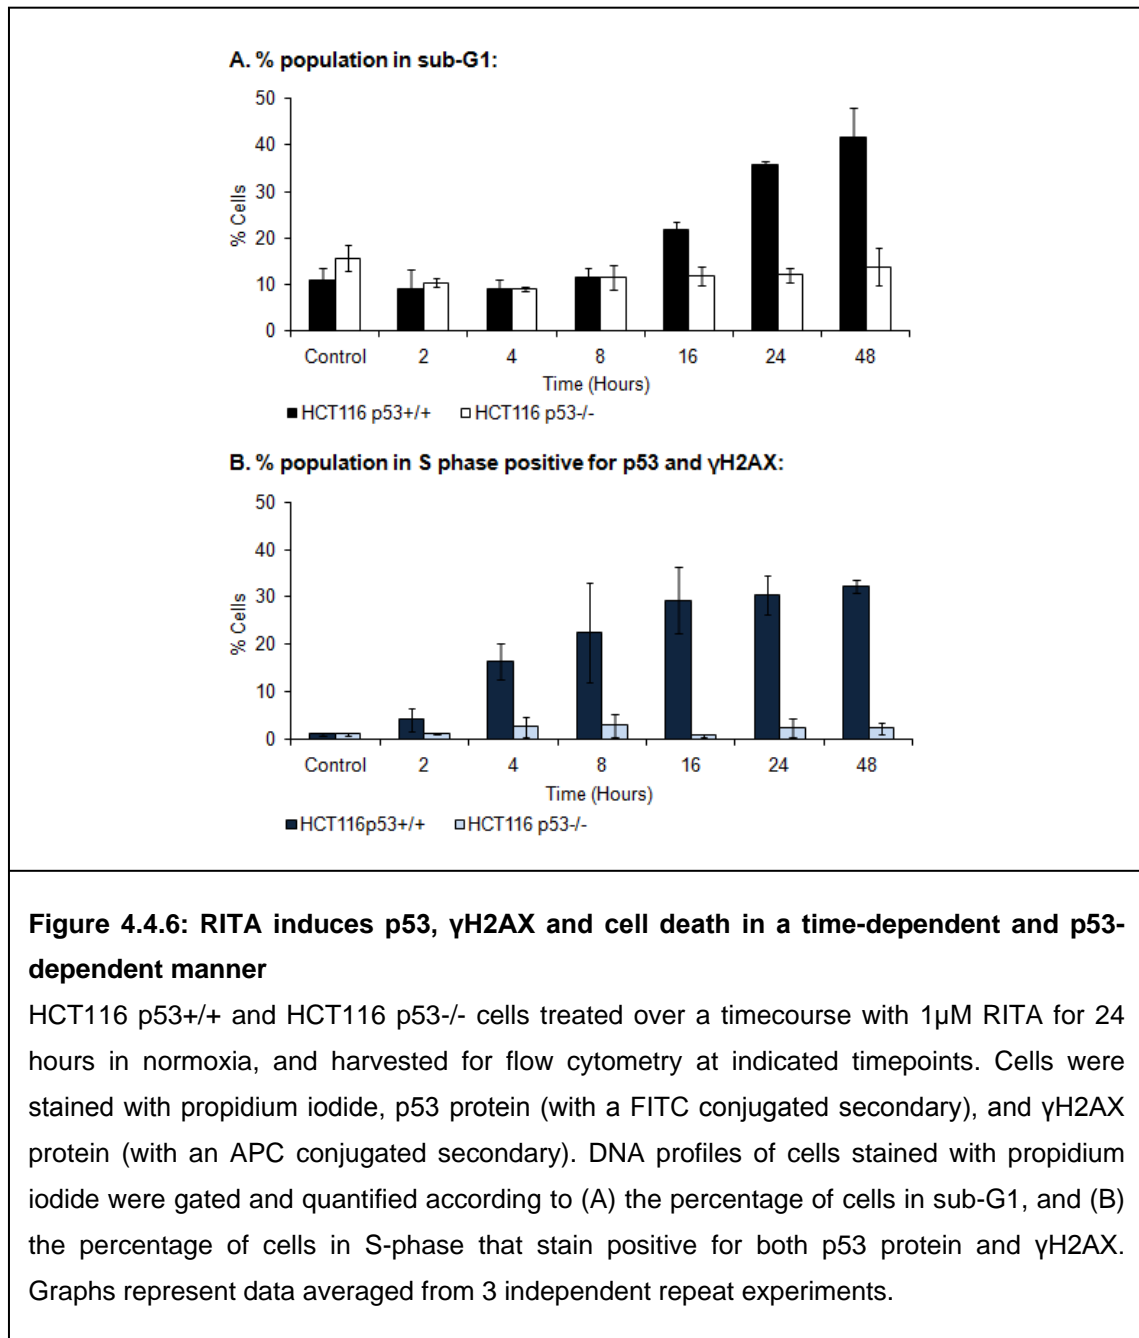 A. % population in sub-G1:
50
40
30
20
10
0
% Cells
Control 2 4 8 16 24 48
Time (Hours)
HCT116 p53+/+ HCT116 p53-/-
B. % population in S phase positive for p53 and γH2AX:
50
40
30
20
10
0
% Cells
Control 2 4 8 16 24 48
Time (Hours)
HCT116p53+/+ HCT116 p53-/-
Figure 4.4.6: RITA induces p53, γH2AX and cell death in a time-dependent and p53-
dependent manner
HCT116 p53+/+ and HCT116 p53-/- cells treated over a timecourse with 1µM RITA for 24
hours in normoxia, and harvested for flow cytometry at indicated timepoints. Cells were
stained with propidium iodide, p53 protein (with a FITC conjugated secondary), and γH2AX
protein (with an APC conjugated secondary). DNA profiles of cells stained with propidium
iodide were gated and quantified according to (A) the percentage of cells in sub-G1, and (B)
the percentage of cells in S-phase that stain positive for both p53 protein and γH2AX.
Graphs represent data averaged from 3 independent repeat experiments.